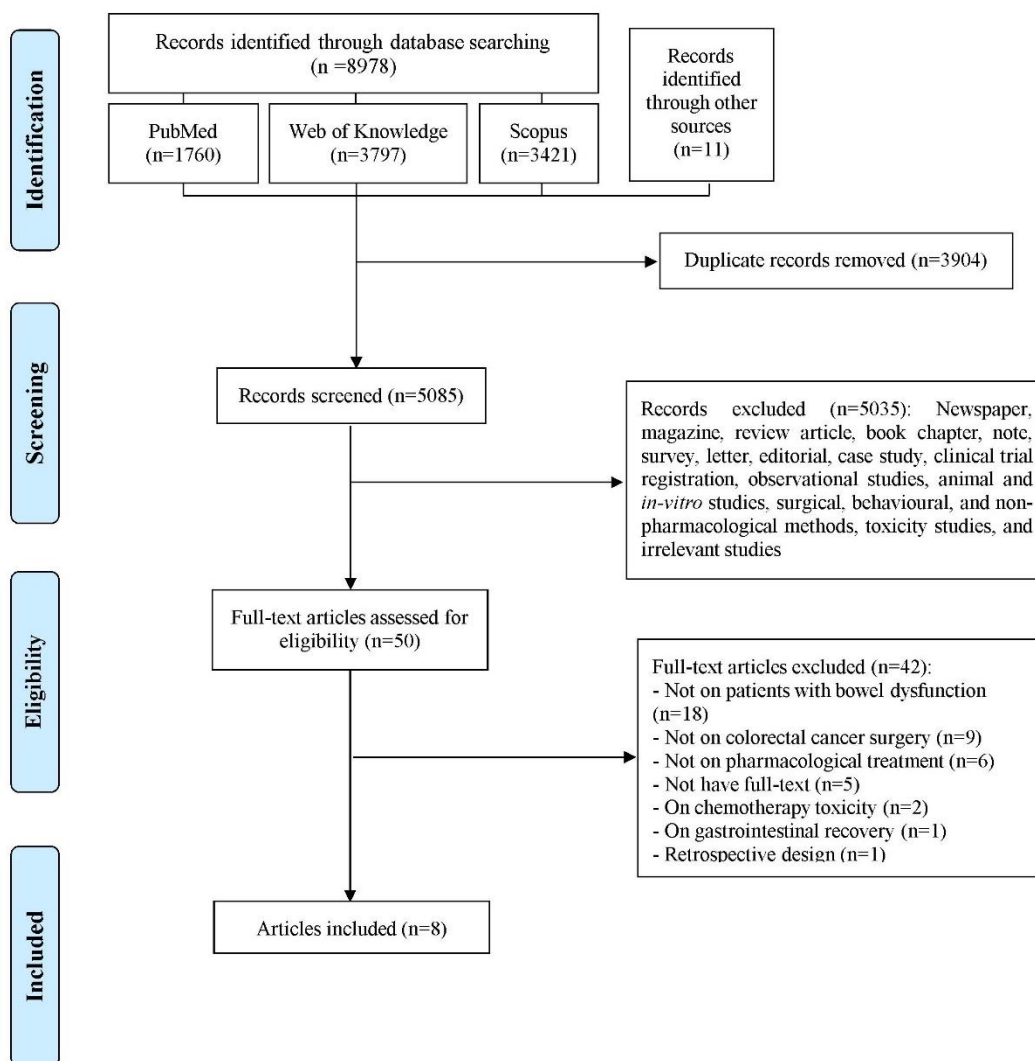 Identification
Records identified through database searching
(n =8978)
Records
identified
through other
sources
(n=11)
PubMed
(n=1760)
Web of Knowledge
(n=3797)
Scopus
(n=3421)
Duplicate records removed (n=3904)
Screening
Records screened (n=5085)
Records excluded (n=5035): Newspaper,
magazine, review article, book chapter, note,
survey, letter, editorial, case study, clinical trial
registration, observational studies, animal and
in-vitro studies, surgical, behavioural, and non-
pharmacological methods, toxicity studies, and
irrelevant studies
Eligibility
Full-text articles assessed for
eligibility (n=50)
Full-text articles excluded (n=42):
- Not on patients with bowel dysfunction
(n=18)
- Not on colorectal cancer surgery (n=9)
- Not on pharmacological treatment (n=6)
- Not have full-text (n=5)
- On chemotherapy toxicity (n=2)
- On gastrointestinal recovery (n=1)
- Retrospective design (n=1)
Included
Articles included (n=8)